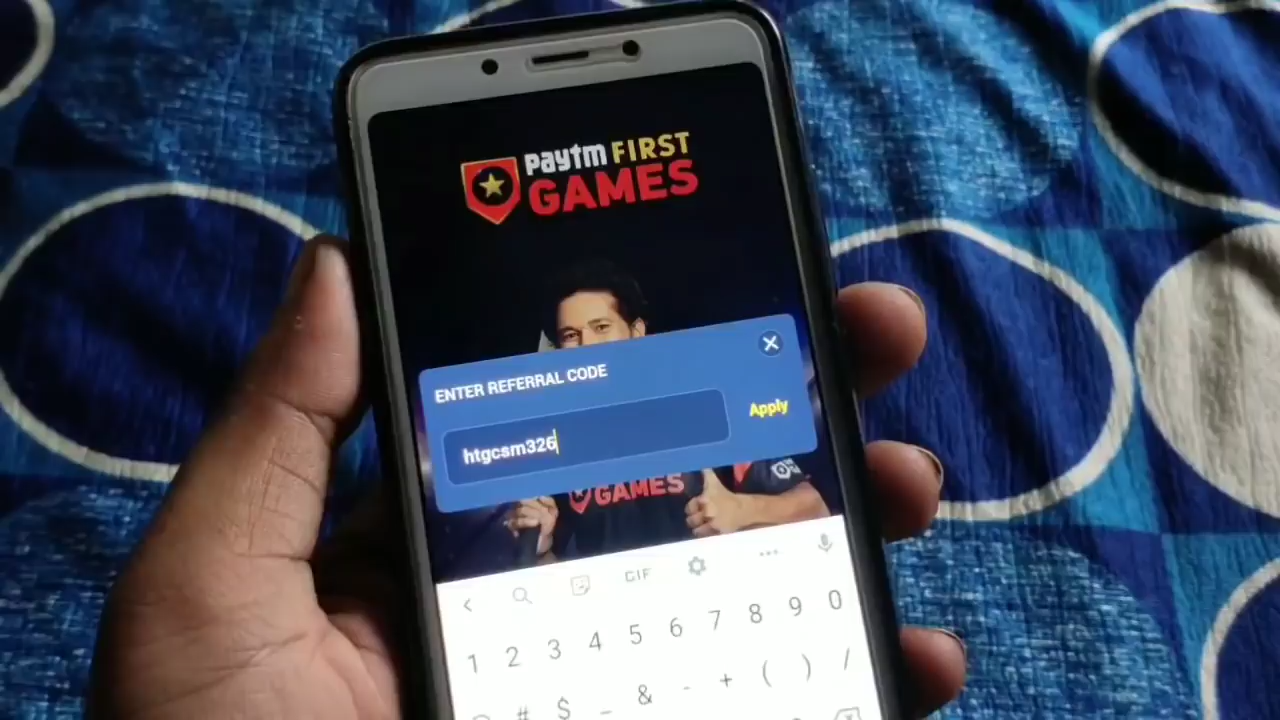 paytm FIRST
GAMES
ENTER REFERRAL CODE
Apply
htgcsm326
GAMES
GIF
1 2 3 4 5 6 7 8 9 0
# $ _ & - + ( ) /